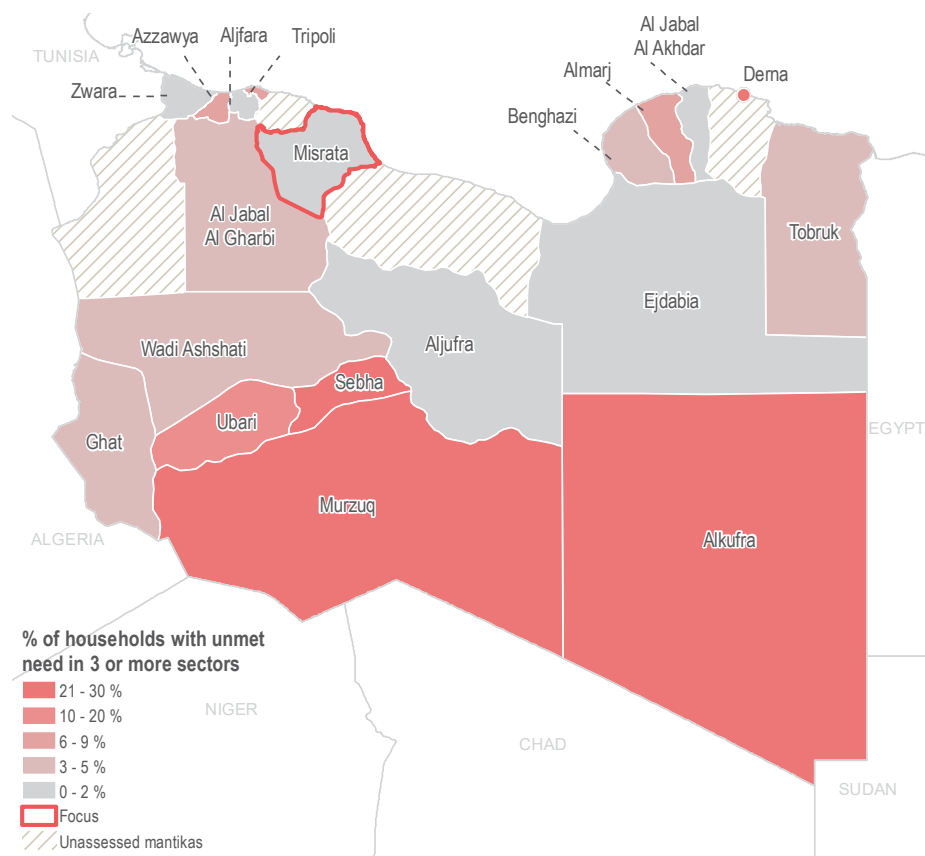 Al Jabal
Al Akhdar
Azzawya
Aljfara
Tripoli
TUNISIA
Almarj
Derna
Zwara
Benghazi
Misrata
Al Jabal
Al Gharbi
Tobruk
Ejdabia
Wadi Ashshati
Aljufra
Sebha
Ubari
Ghat
EGYPT
Murzuq
ALGERIA
Alkufra
% of households with unmet
need in 3 or more sectors
21 - 30 %
10 - 20 %
6 - 9 %
3 - 5 %
0 - 2 %
Focus
Unassessed mantikas
NIGER
CHAD
SUDAN